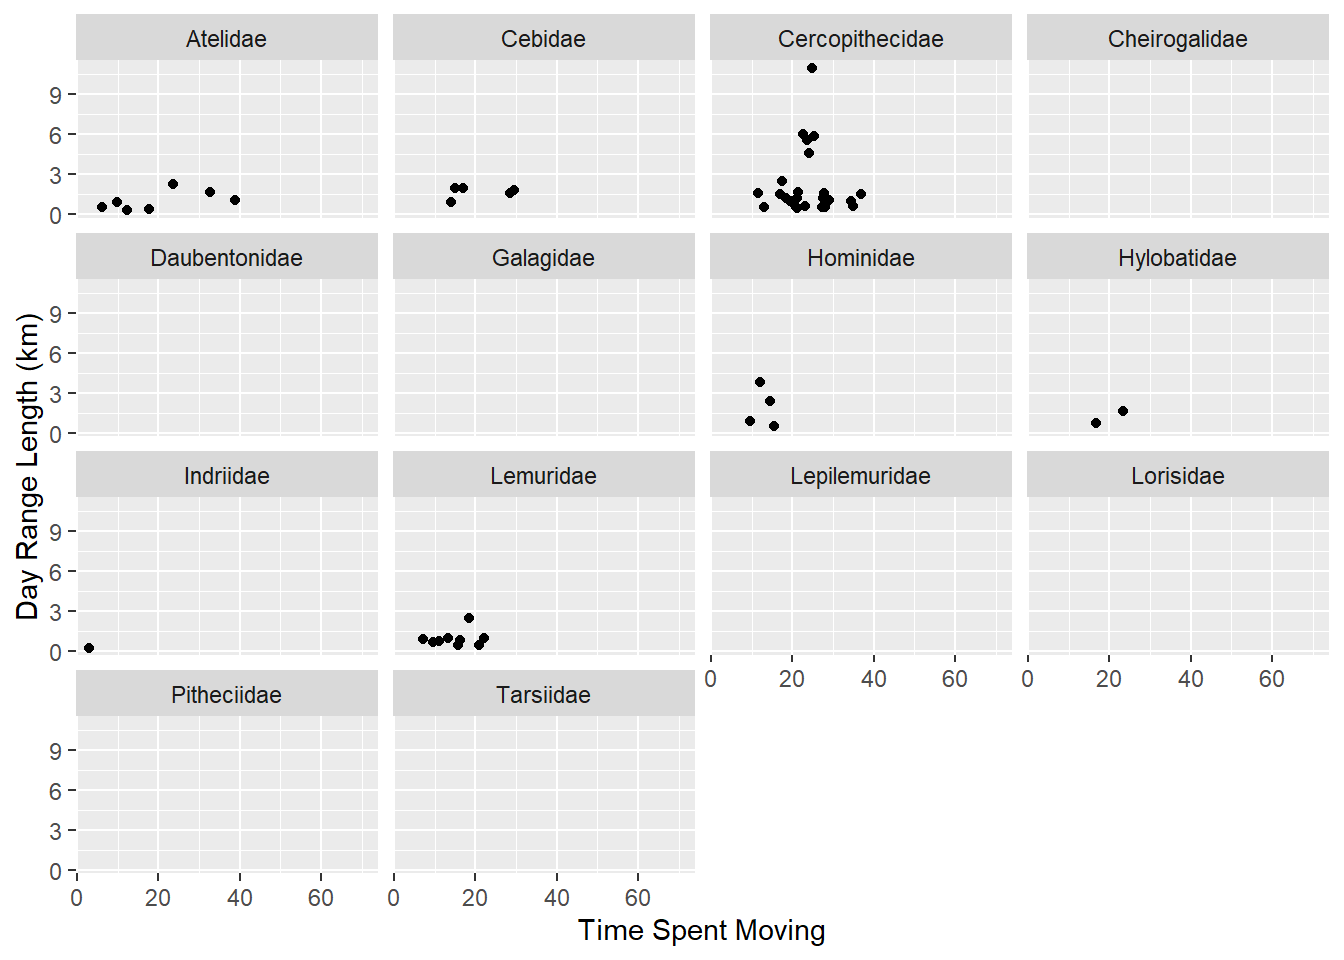 Atelidae Cebidae Cercopithecidae Cheirogalidae
9
6
3
0
Daubentonidae Galagidae Hominidae Hylobatidae
9
6
3
0
Indriidae Lemuridae Lepilemuridae Lorisidae
9
6
3
0
0 20 40 60 0 20 40 60
Pitheciidae Tarsiidae
9
6
3
0
0 20 40 60 0 20 40 60
Time Spent Moving
Day Range Length (km)